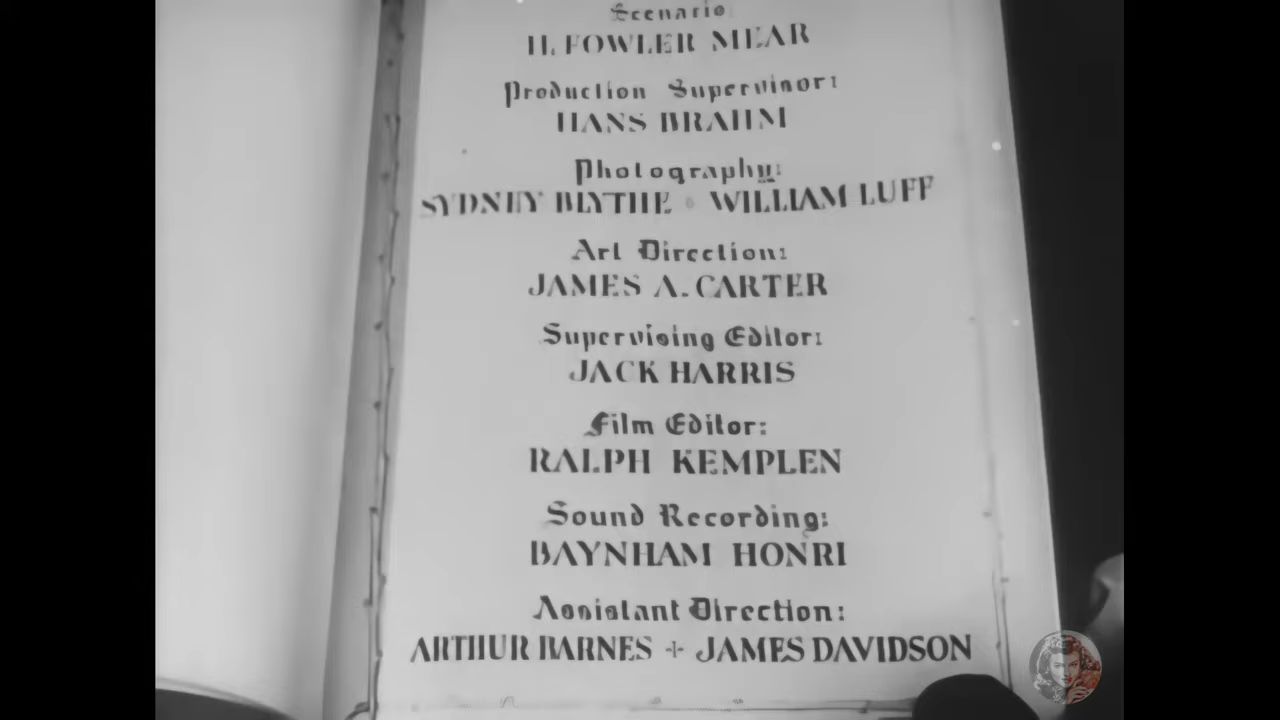 Scenario
H. FOWLER MEAR
Production Supervisor:
HANS BRAHM
Photography:
SYDNEY BLYTHE WILLIAM LUFF
Art Direction:
JAMES A. CARTER
Supervising Editor:
JACK HARRIS
Film Editor:
RALPH KEMPLEN
Sound Recording:
BAYNHAM HONRI
Assistant Direction:
ARTHUR BARNES + JAMES DAVIDSON